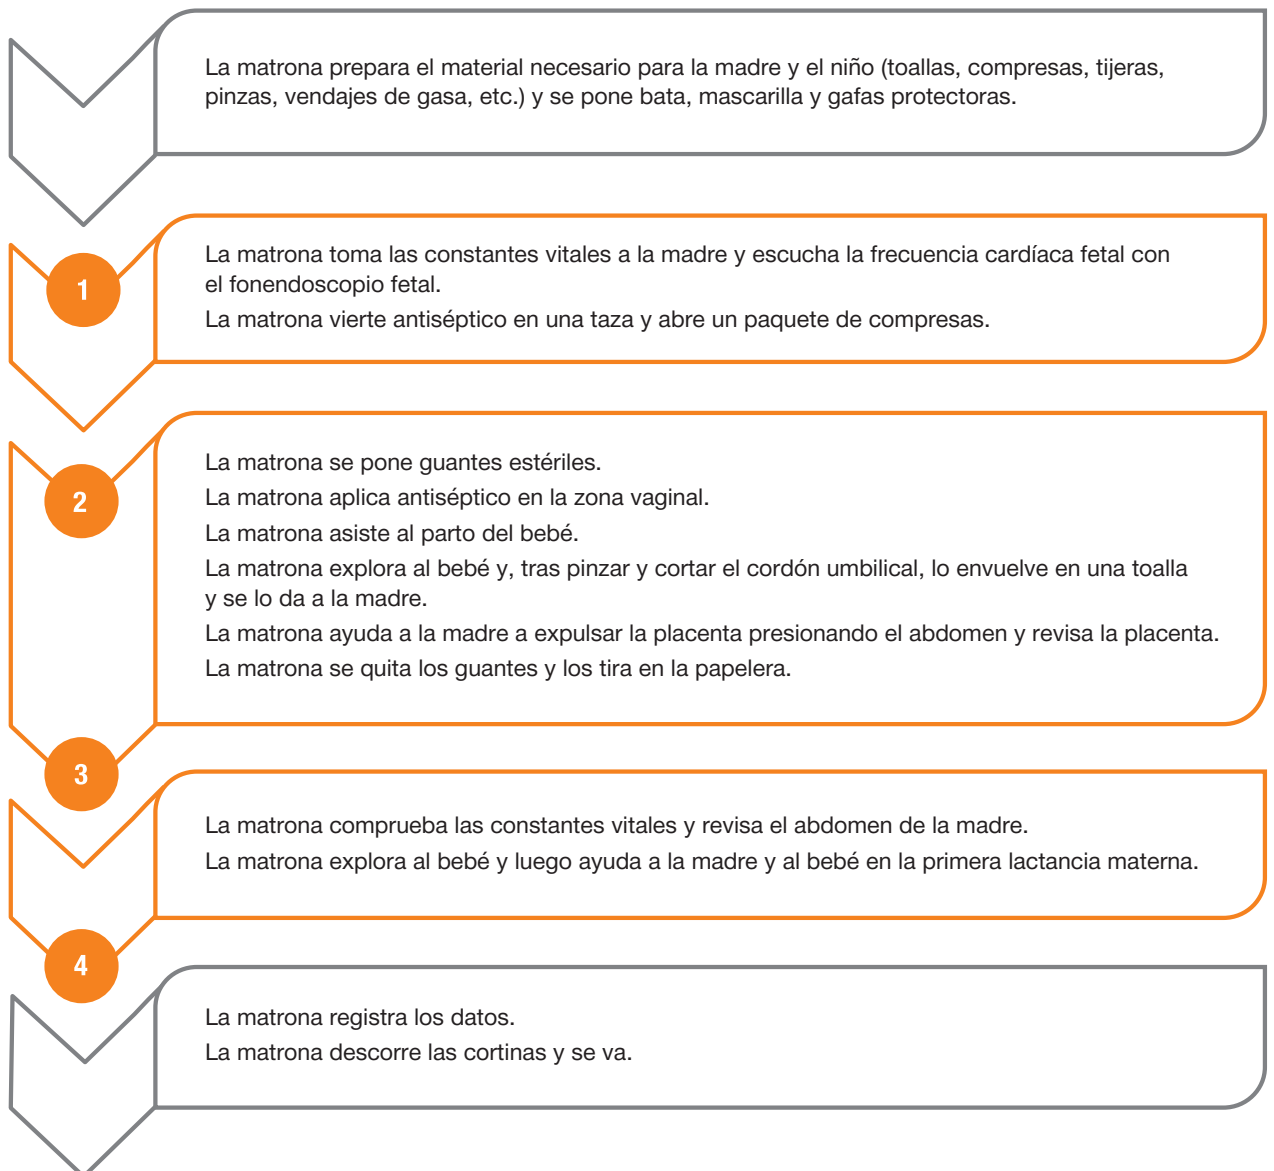 La matrona prepara el material necesario para la madre y el niño (toallas, compresas, tijeras,
pinzas, vendajes de gasa, etc.) y se pone bata, mascarilla y gafas protectoras.
1
La matrona toma las constantes vitales a la madre y escucha la frecuencia cardíaca fetal con
el fonendoscopio fetal.
La matrona vierte antiséptico en una taza y abre un paquete de compresas.
2
La matrona se pone guantes estériles.
La matrona aplica antiséptico en la zona vaginal.
La matrona asiste al parto del bebé.
La matrona explora al bebé y, tras pinzar y cortar el cordón umbilical, lo envuelve en una toalla
y se lo da a la madre.
La matrona ayuda a la madre a expulsar la placenta presionando el abdomen y revisa la placenta.
La matrona se quita los guantes y los tira en la papelera.
3
La matrona comprueba las constantes vitales y revisa el abdomen de la madre.
La matrona explora al bebé y luego ayuda a la madre y al bebé en la primera lactancia materna.
4
La matrona registra los datos.
La matrona descorre las cortinas y se va.